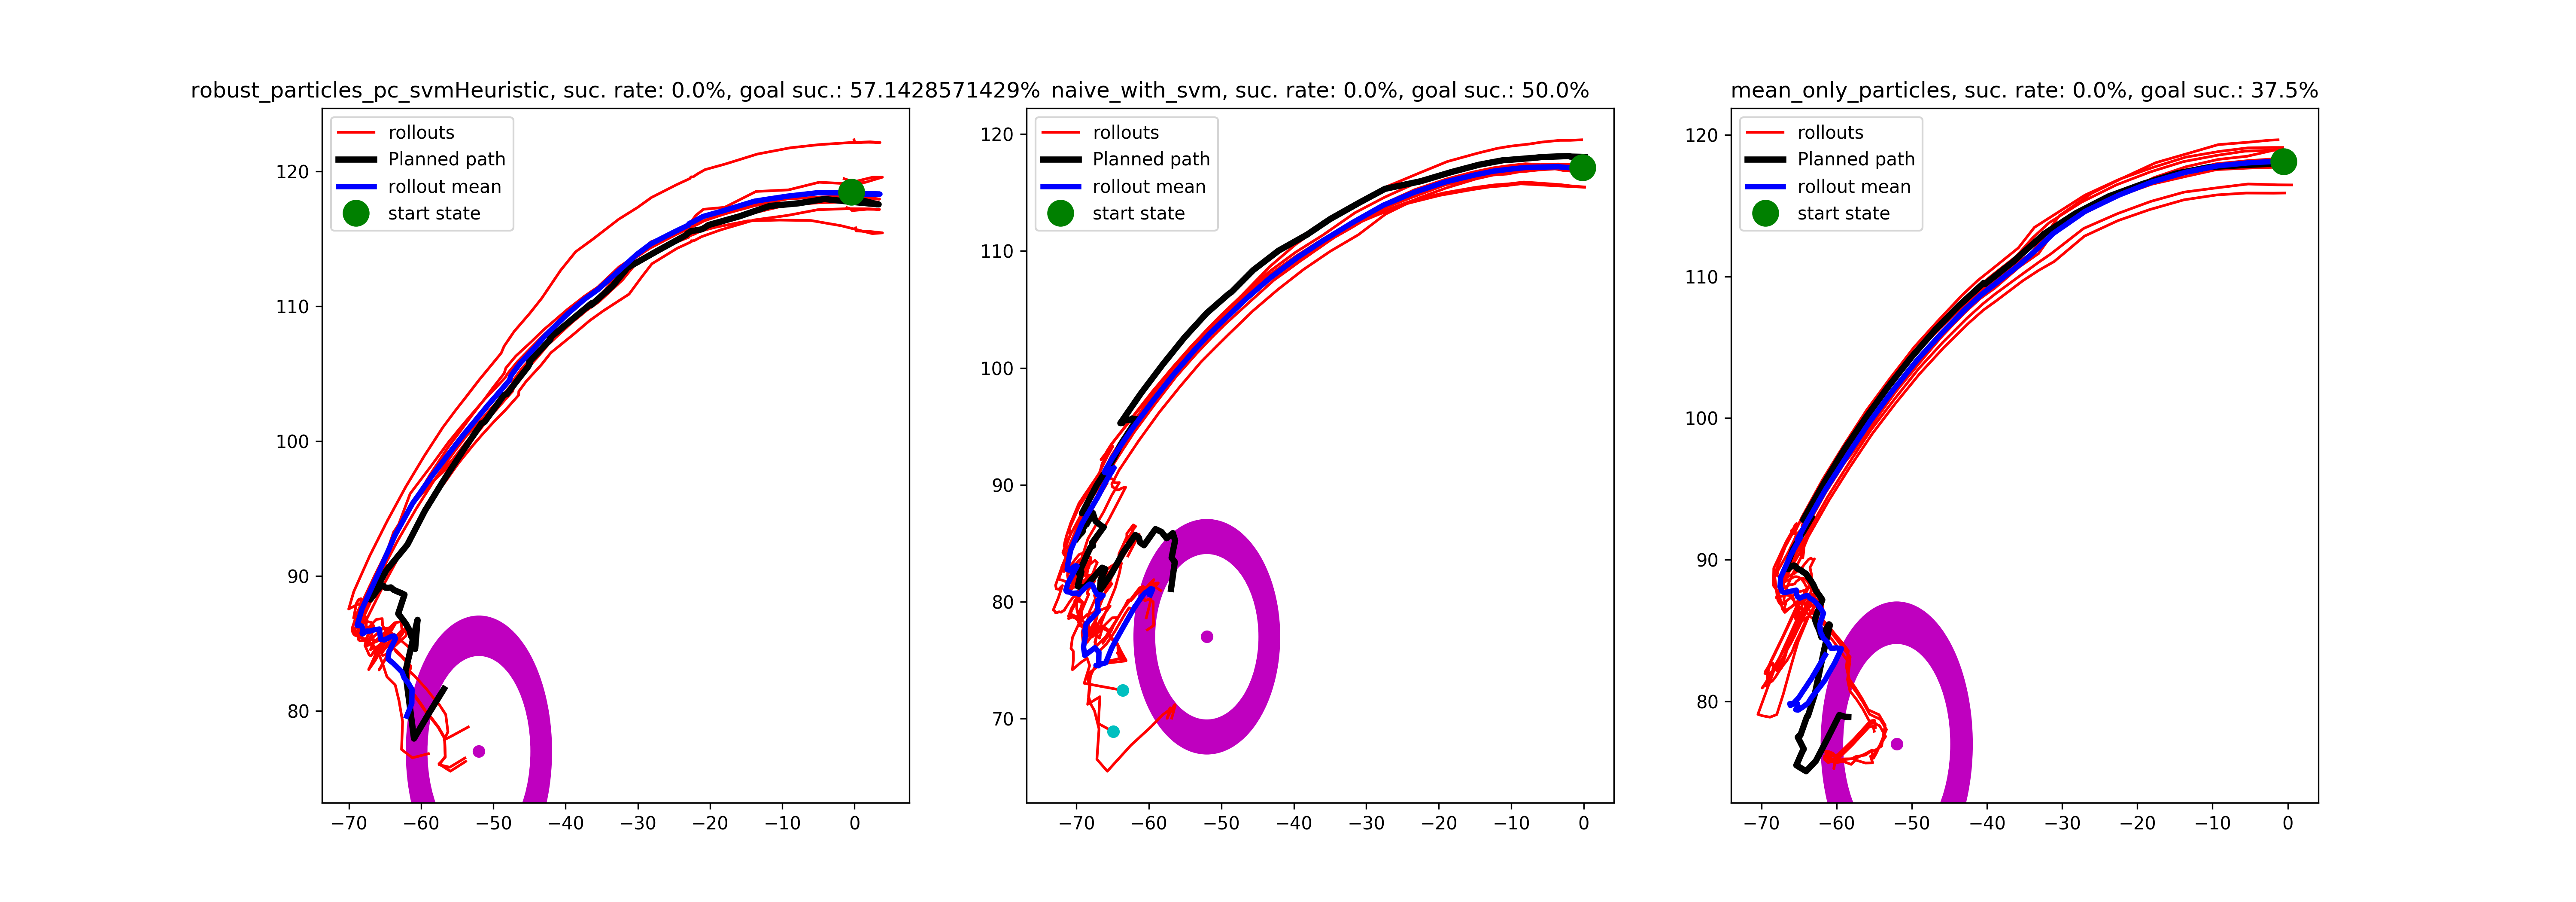 robust_particles_pc_svmHeuristic, suc. rate: 0.0%, goal suc.: 57.1428571429%
rollouts
Planned path
rollout mean
start state
120
110
100
90
80
−70 −60 −50 −40 −30 −20 −10 0
naive_with_svm, suc. rate: 0.0%, goal suc.: 50.0%
rollouts
Planned path
rollout mean
start state
120
110
100
90
80
70
−70 −60 −50 −40 −30 −20 −10 0
mean_only_particles, suc. rate: 0.0%, goal suc.: 37.5%
rollouts
Planned path
rollout mean
start state
120
110
100
90
80
−70 −60 −50 −40 −30 −20 −10 0